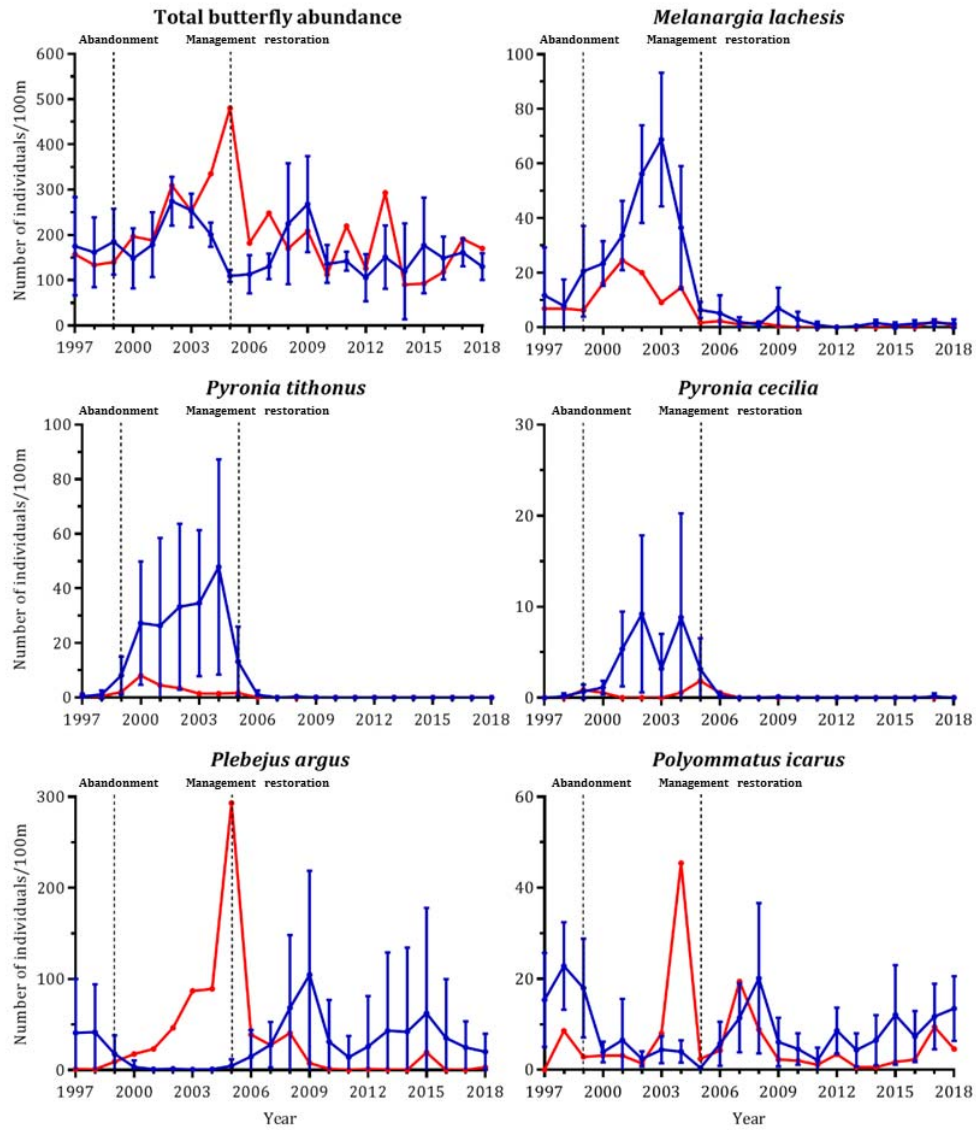 Total butterfly abundance
Abandonment Management restoration
Number of individuals/100m
600
500
400
300
200
100
0
1997 2000 2003 2006 2009 2012 2015 2018
Melanargia lachesis
Abandonment Management restoration
100
80
60
40
20
0
1997 2000 2003 2006 2009 2012 2015 2018
Pyronia tithonus
Abandonment Management restoration
Number of individuals/100m
100
80
60
40
20
0
1997 2000 2003 2006 2009 2012 2015 2018
Pyronia cecilia
Abandonment Management restoration
30
20
10
0
1997 2000 2003 2006 2009 2012 2015 2018
Plebejus argus
Abandonment Management restoration
Number of individuals/100m
300
200
100
0
1997 2000 2003 2006 2009 2012 2015 2018
Year
Polyommatus icarus
Abandonment Management restoration
60
40
20
0
1997 2000 2003 2006 2009 2012 2015 2018
Year